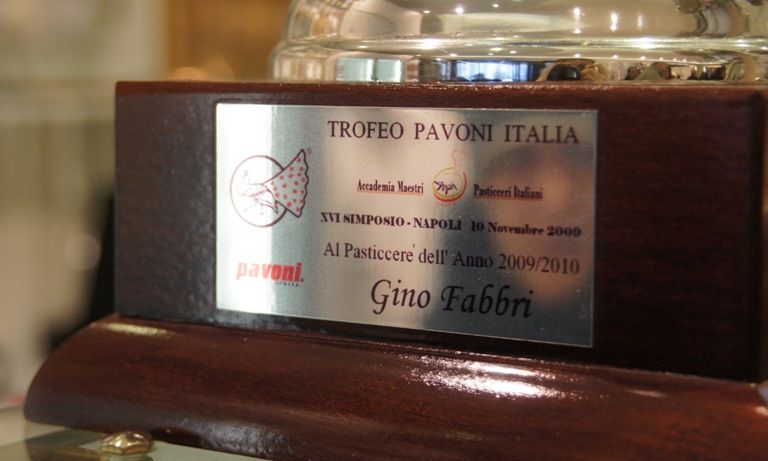 TROFEO PAVONI ITALIA
Accademia Maestri Pasticceri Italiani
XVI SIMPOSIO - NAPOLI 10 Novembre 2009
Al Pasticcere dell' Anno 2009/2010
pavoni®
italia
Gino Fabbri